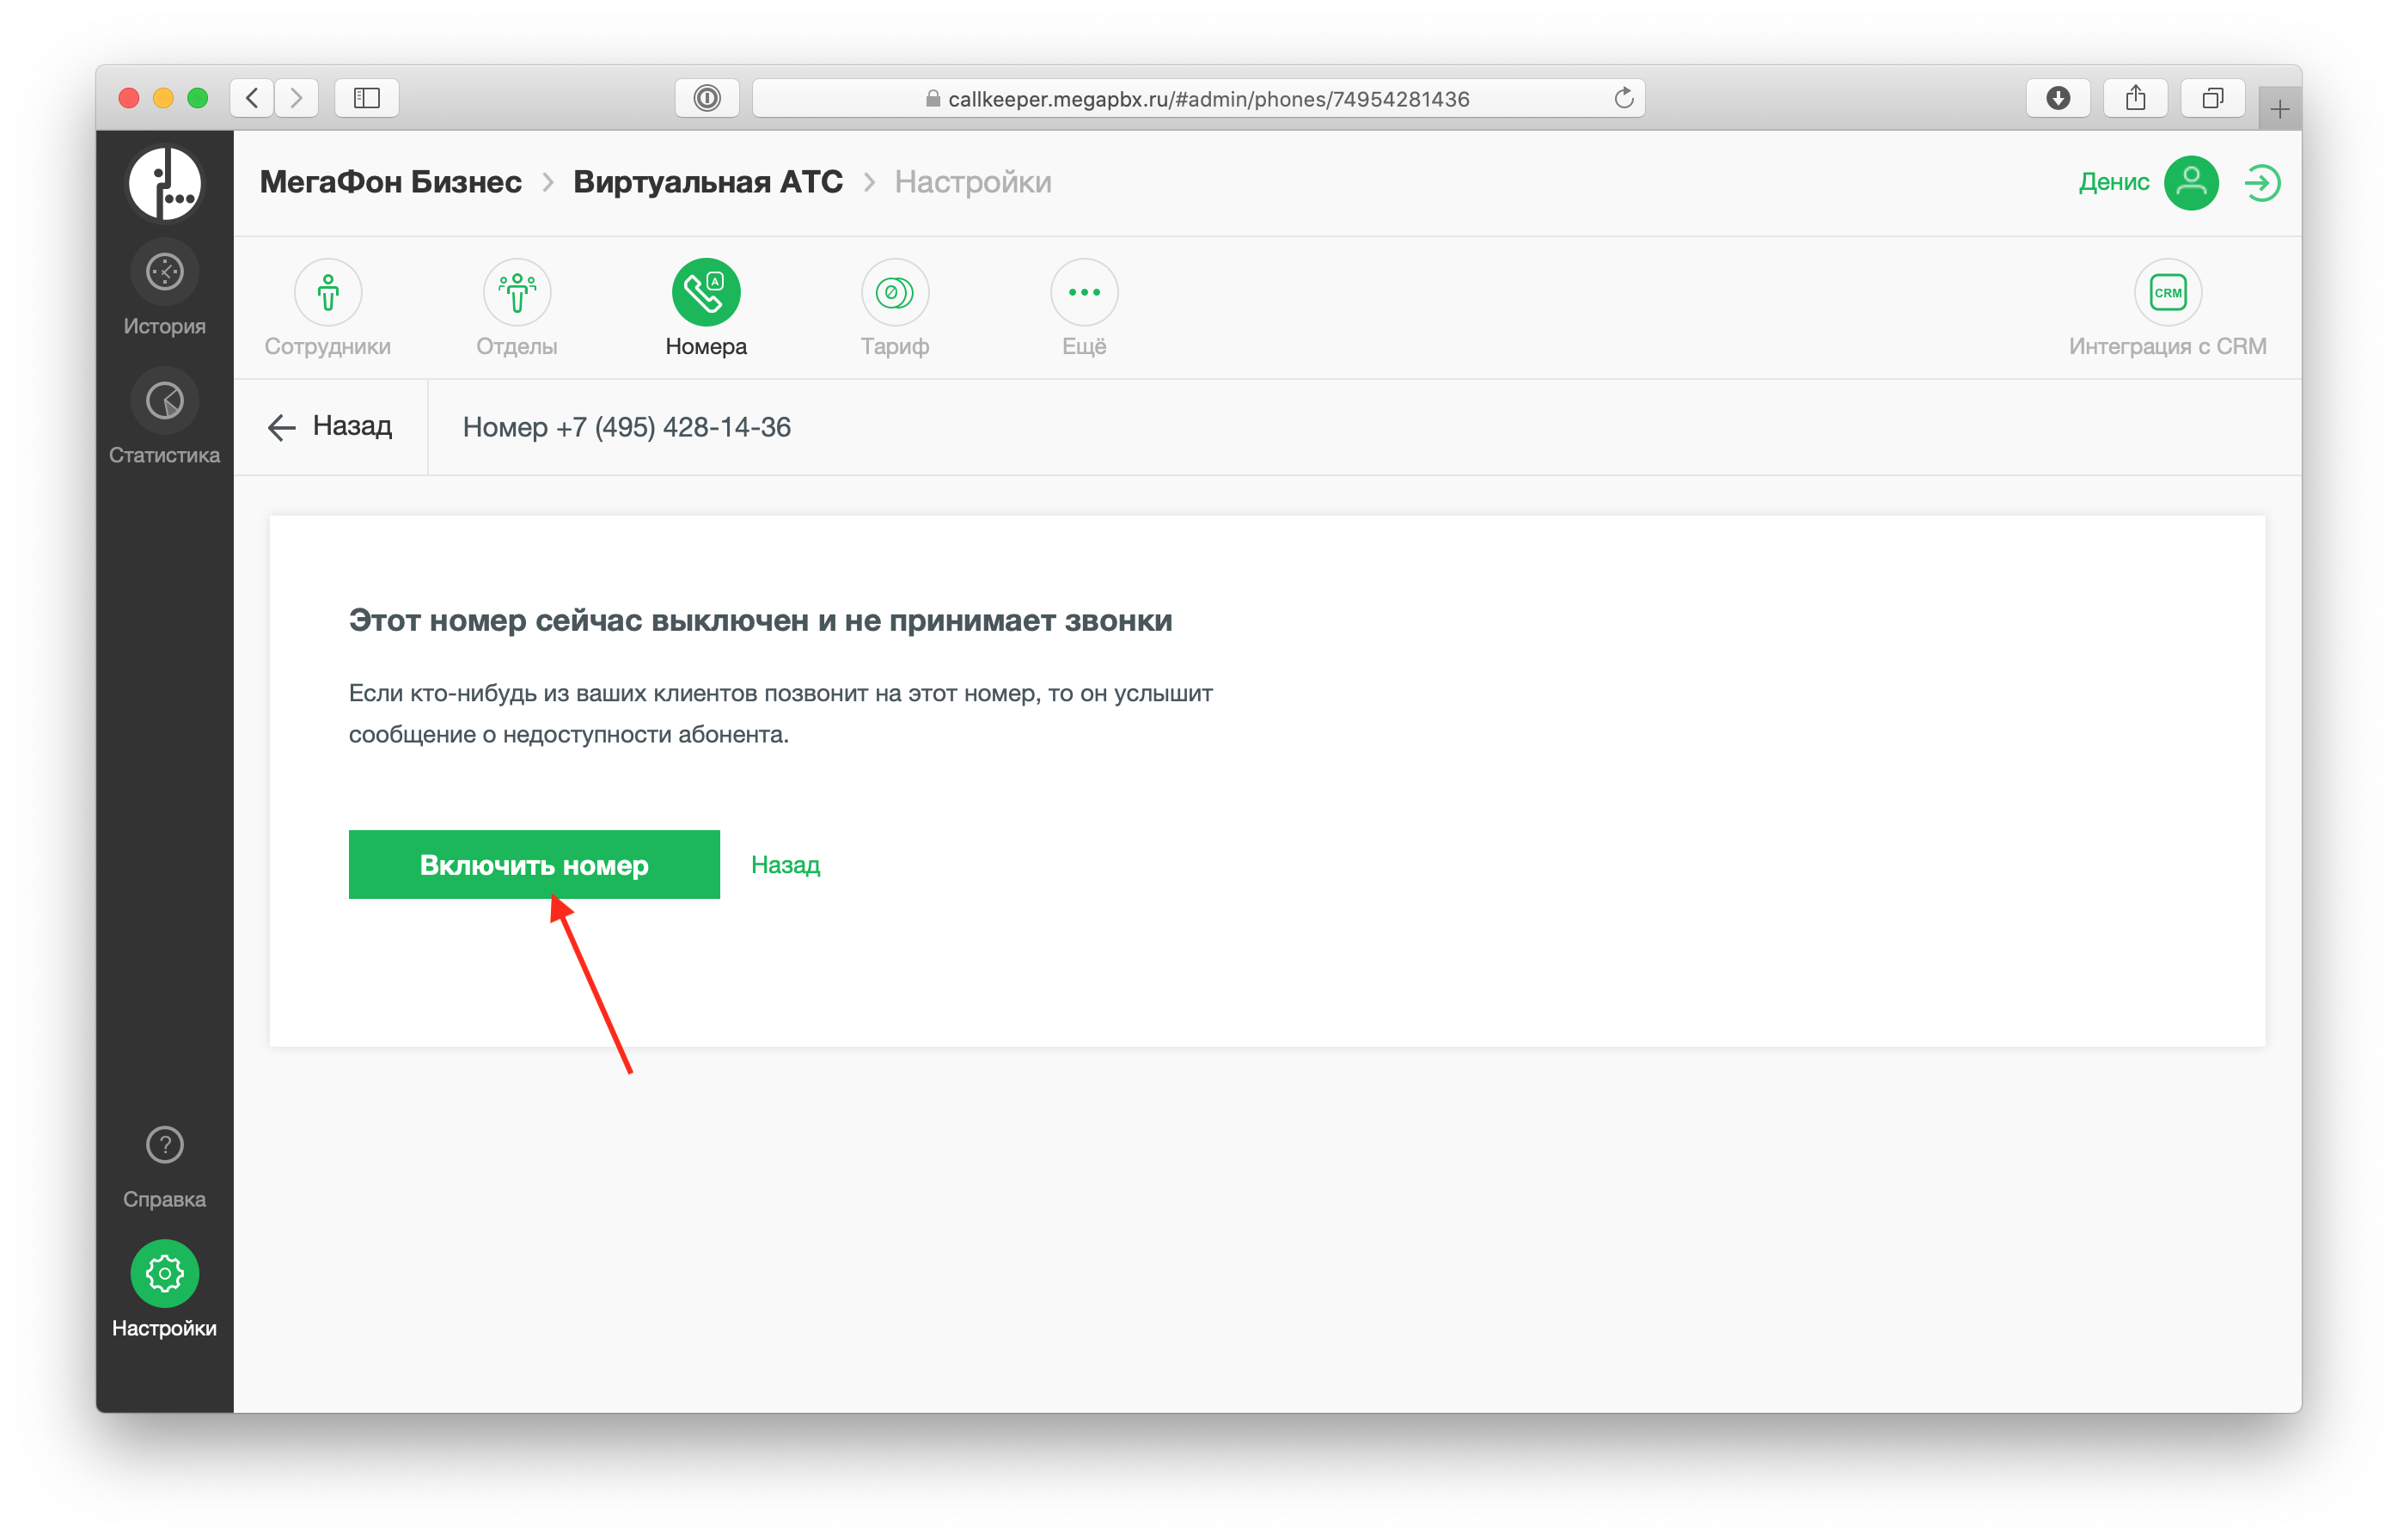 callkeeper.megapbx.ru/#admin/phones/74954281436
МегаФон Бизнес > Виртуальная АТС > Настройки
Денис
История
Статистика
Сотрудники
Отделы
A
Номера
Тариф
Ещё
CRM
Интеграция с CRM
← Назад
Номер +7 (495) 428-14-36
Этот номер сейчас выключен и не принимает звонки
Если кто-нибудь из ваших клиентов позвонит на этот номер, то он услышит
сообщение о недоступности абонента.
Включить номер
Назад
?
Справка
Настройки